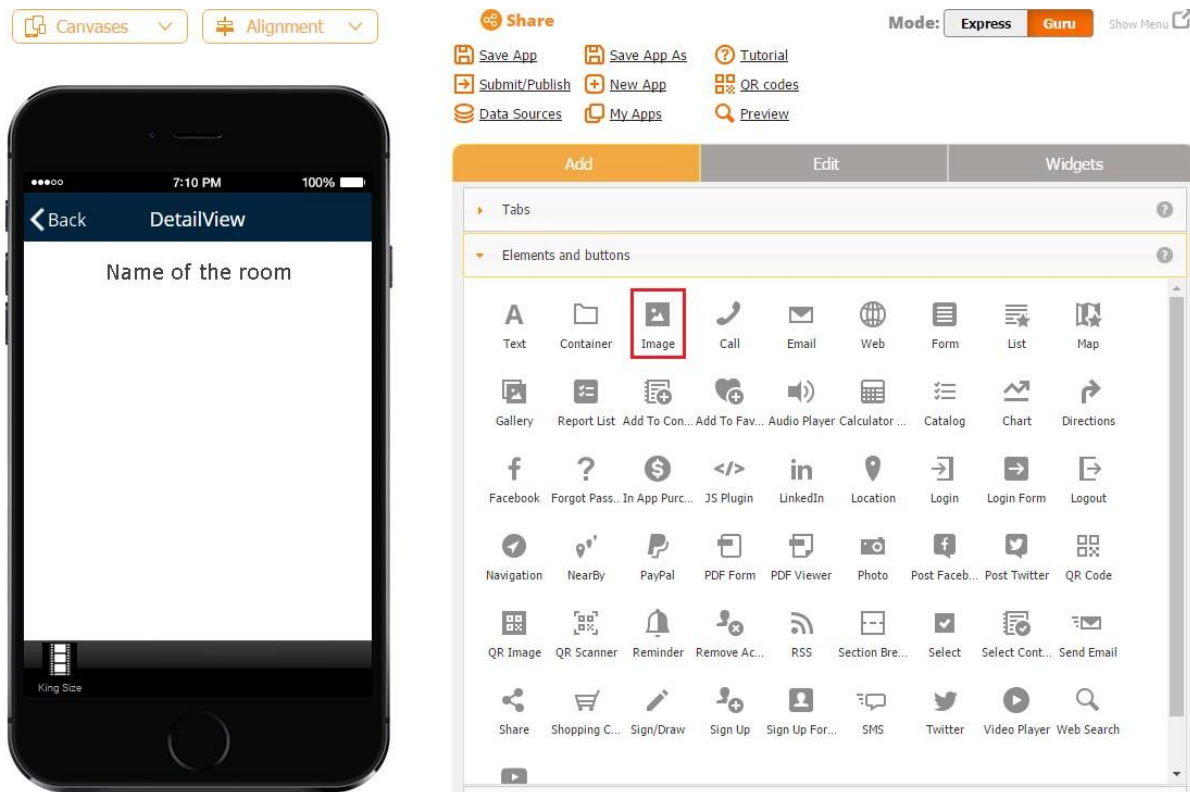 Canvases
Alignment
Share
Mode: Express Guru Show Menu
Save App Save App As Tutorial
Submit/Publish New App QR codes
Data Sources My Apps Preview
Add Edit Widgets
Tabs
Elements and buttons
Text Container Image Call Email Web Form List Map
Gallery Report List Add To Con... Add To Fav... Audio Player Calculator ... Catalog Chart Directions
Facebook Forgot Pass... In App Purc... JS Plugin LinkedIn Location Login Login Form Logout
Navigation NearBy PayPal PDF Form PDF Viewer Photo Post Faceb... Post Twitter QR Code
QR Image QR Scanner Reminder Remove Ac... RSS Section Bre... Select Select Cont... Send Email
Share Shopping C... Sign/Draw Sign Up Sign Up For... SMS Twitter Video Player Web Search
7:10 PM 100%
Back DetailView
Name of the room
King Size